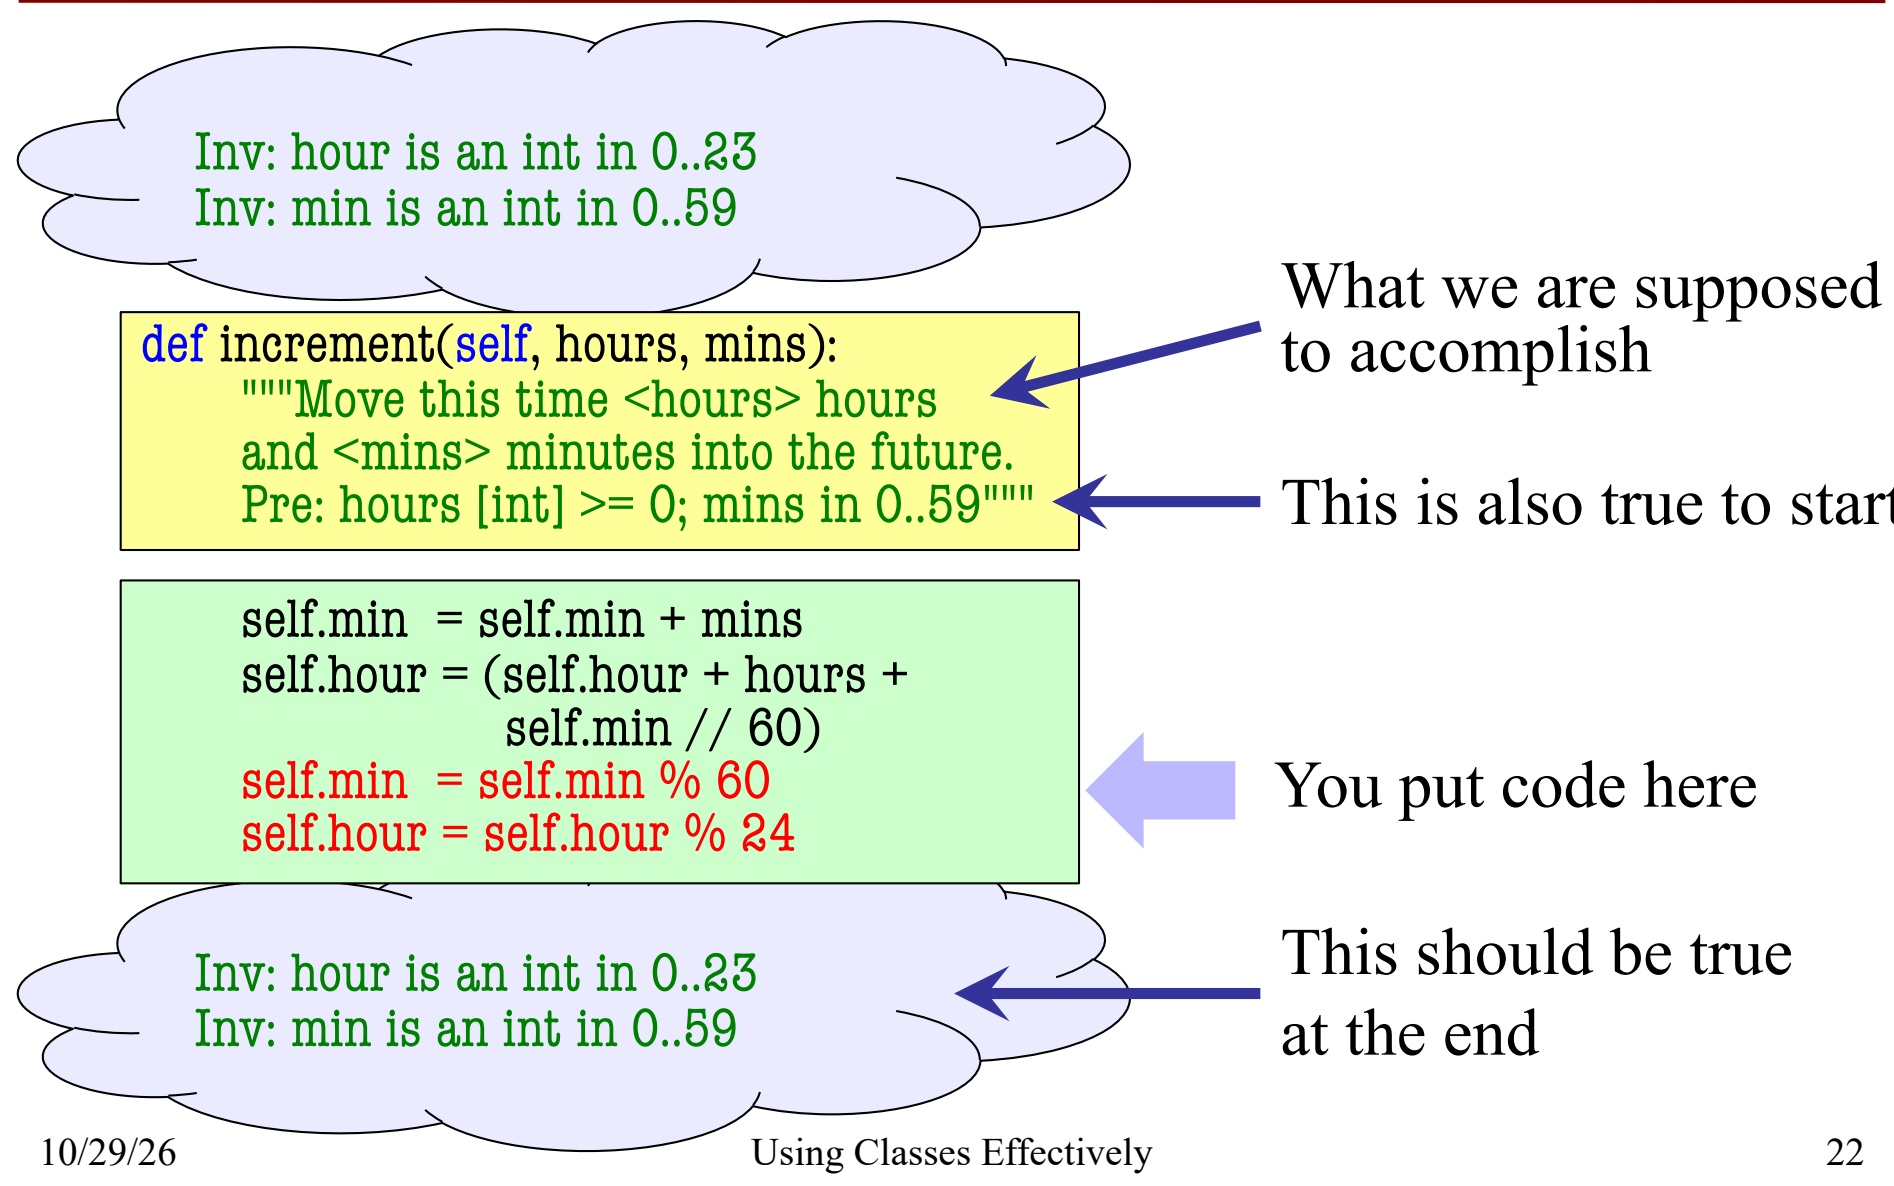 Inv: hour is an int in 0..23
Inv: min is an int in 0..59
def increment(self, hours, mins):
"""Move this time <hours> hours
and <mins> minutes into the future.
Pre: hours [int] >= 0; mins in 0..59"""
What we are supposed
to accomplish
This is also true to start
self.min = self.min + mins
self.hour = (self.hour + hours +
self.min // 60)
self.min = self.min % 60
self.hour = self.hour % 24
You put code here
Inv: hour is an int in 0..23
Inv: min is an int in 0..59
This should be true
at the end
10/29/26
Using Classes Effectively
22